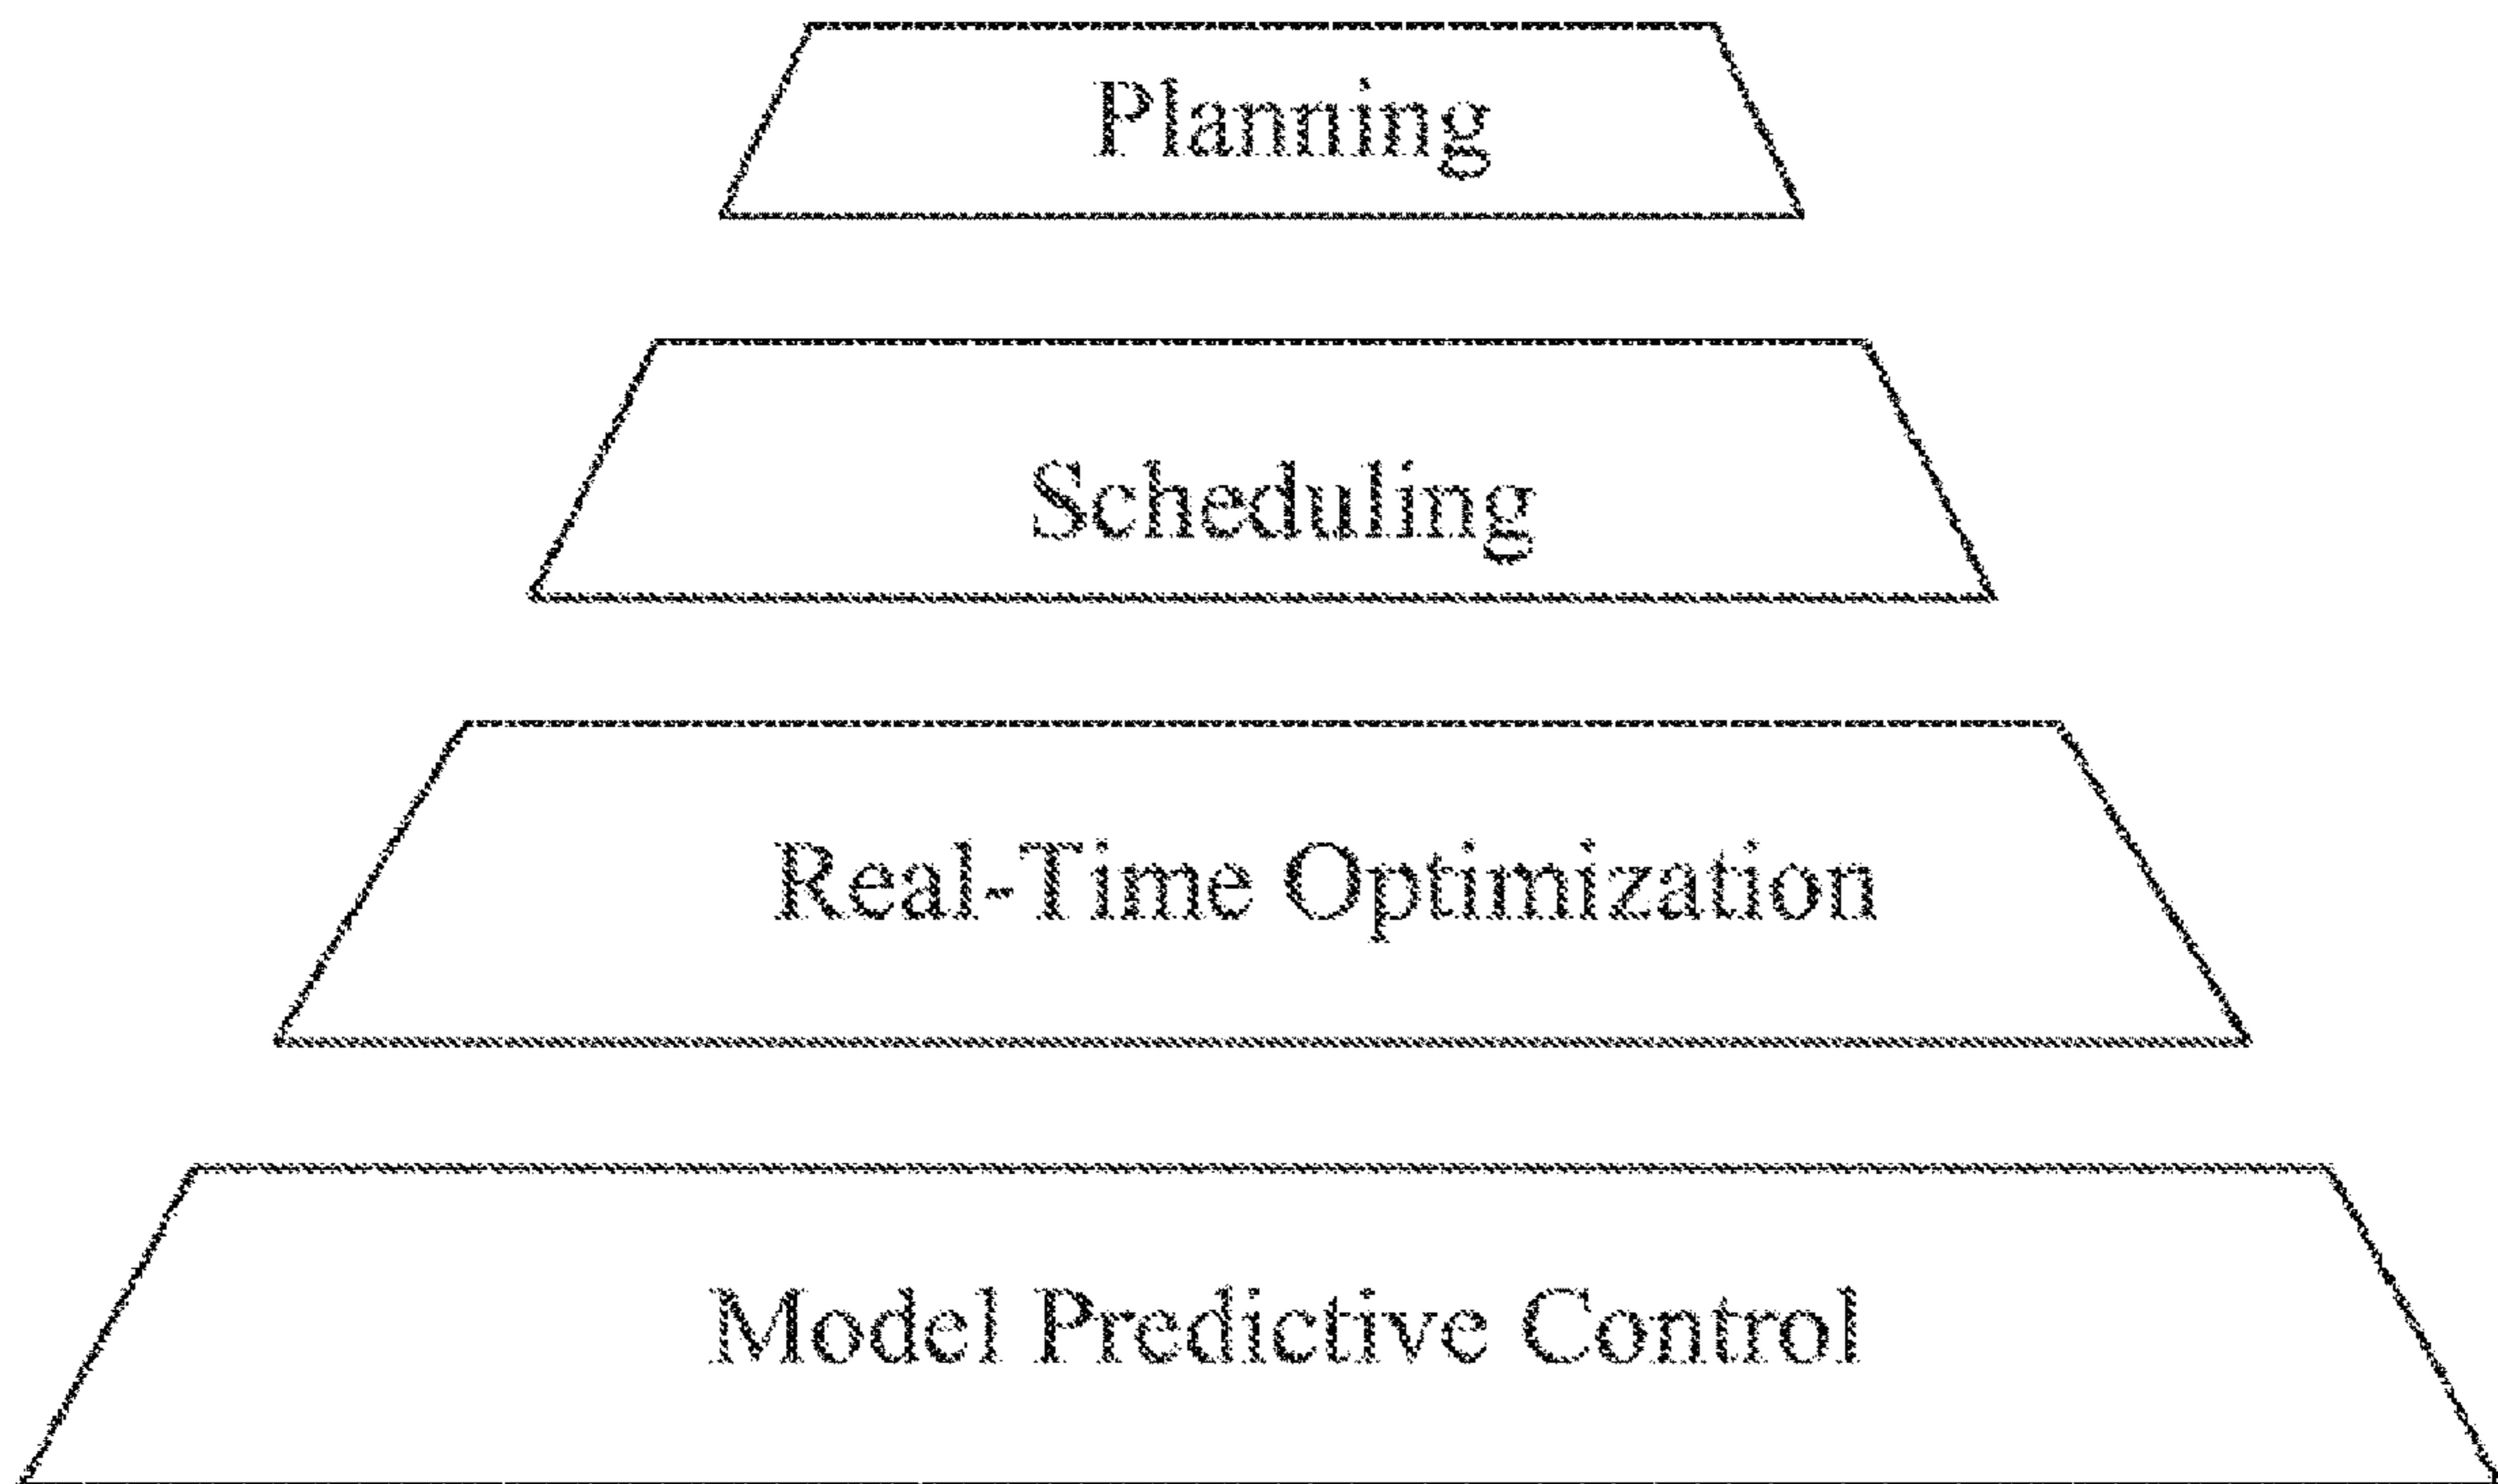 Planning
Scheduling
Real-Time Optimization
Model Predictive Control